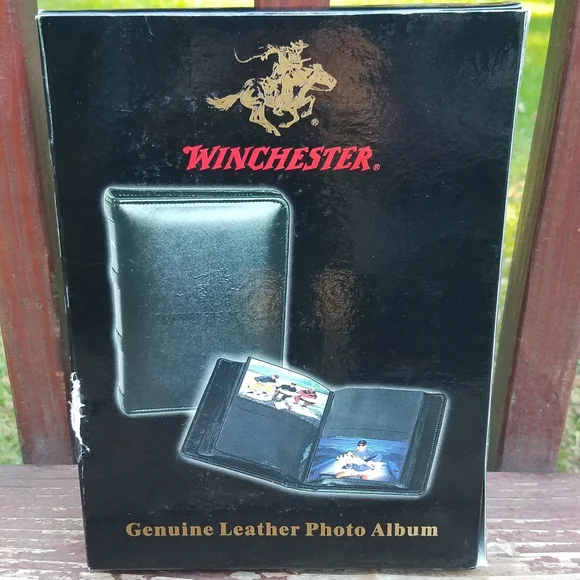 ®
WINCHESTER®
Genuine Leather Photo Album